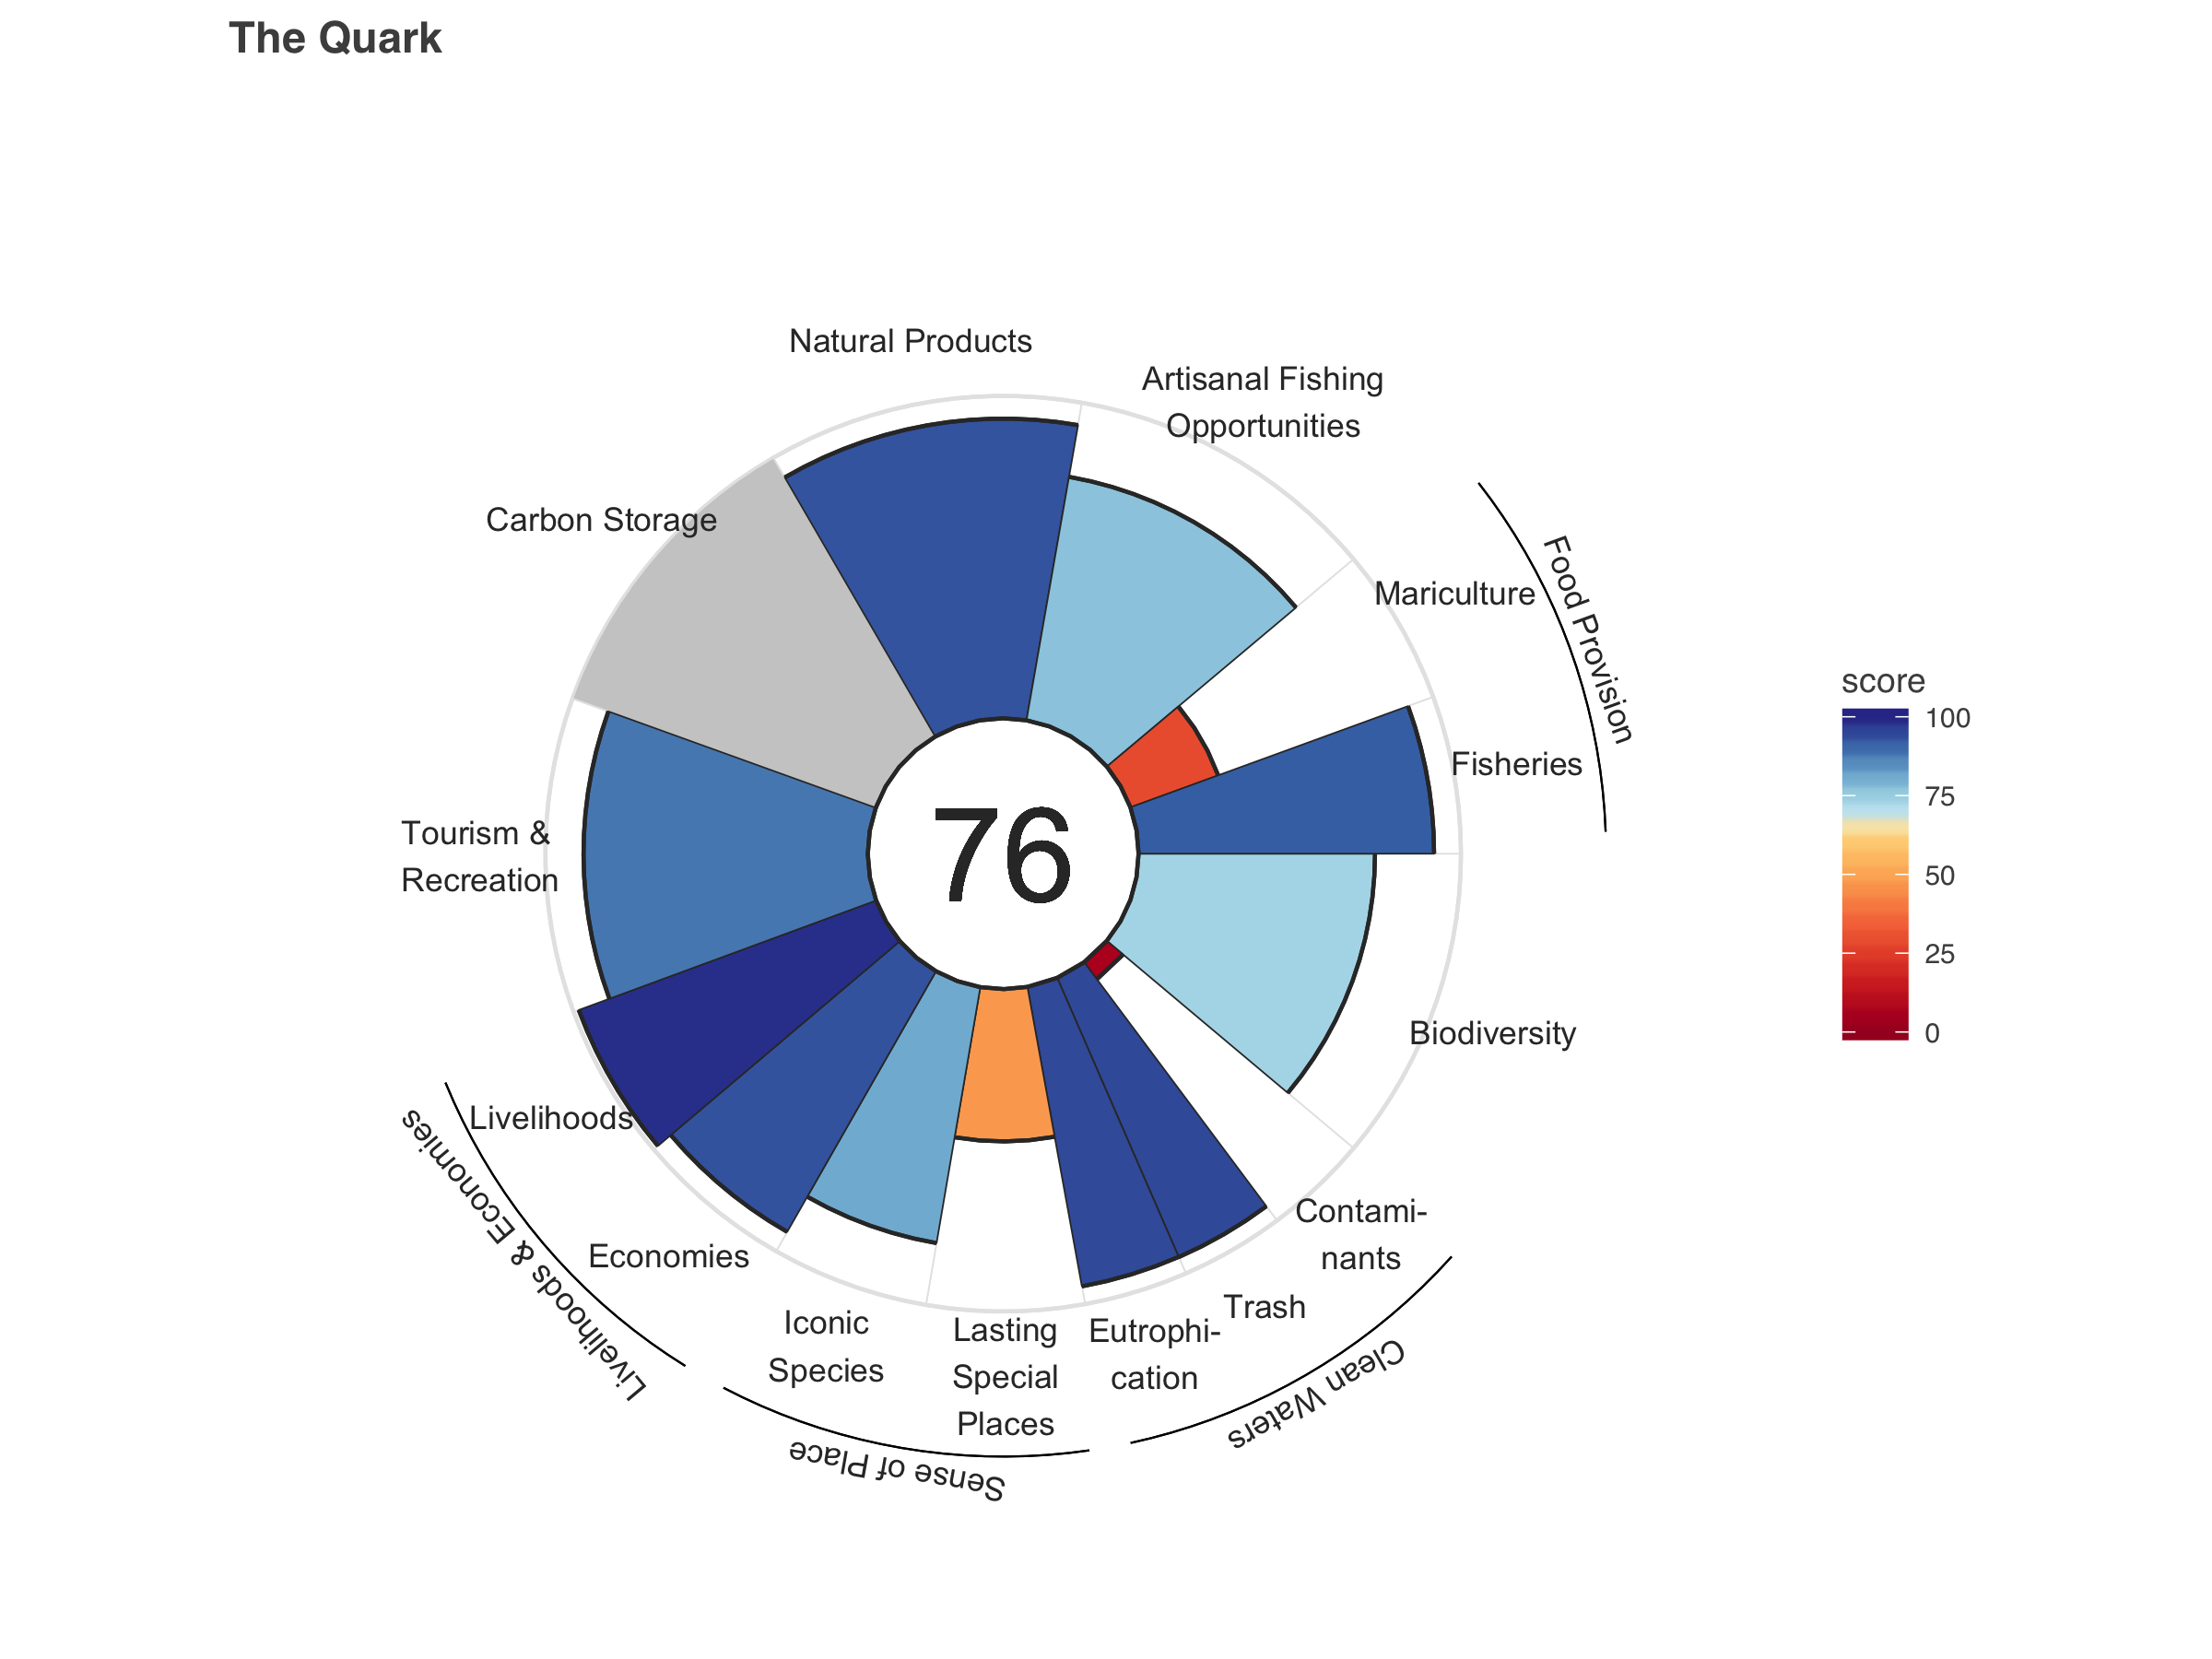 The Quark
Natural Products
Artisanal Fishing
Opportunities
Carbon Storage
Mariculture
Food Provision
Fisheries
score
100
75
50
25
0
76
Tourism &
Recreation
Biodiversity
Livelihoods
Livelihoods & Economies
Economies
Contami-
nants
Trash
Clean Waters
Eutrophi-
cation
Iconic
Species
Lasting
Special
Places
Sense of Place